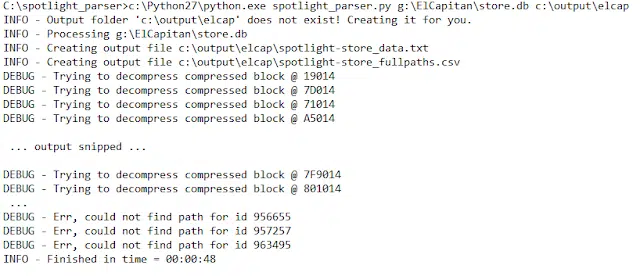 C:\spotlight_parser>c:\Python27\python.exe spotlight_parser.py g:\ElCapitan\store.db c:\output\elcap
INFO - Output folder 'c:\output\elcap' does not exist! Creating it for you.
INFO - Processing g:\ElCapitan\store.db
INFO - Creating output file c:\output\elcap\spotlight-store_data.txt
INFO - Creating output file c:\output\elcap\spotlight-store_fullpaths.csv
DEBUG - Trying to decompress compressed block @ 19014
DEBUG - Trying to decompress compressed block @ 7D014
DEBUG - Trying to decompress compressed block @ 71014
DEBUG - Trying to decompress compressed block @ A5014
... output snipped ...
DEBUG - Trying to decompress compressed block @ 7F9014
DEBUG - Trying to decompress compressed block @ 801014
...
DEBUG - Err, could not find path for id 956655
DEBUG - Err, could not find path for id 957257
DEBUG - Err, could not find path for id 963495
INFO - Finished in time = 00:00:48